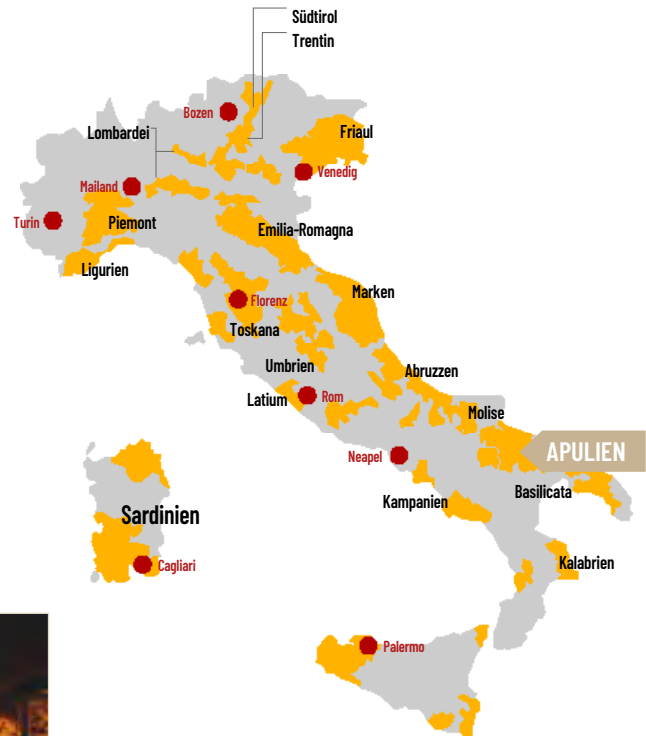 Südtirol
Trentin
Bozen
Lombardei
Friaul
Venedig
Mailand
Turin
Piemont
Emilia-Romagna
Ligurien
Marken
Florenz
Toskana
Umbrien
Abruzzen
Latium
Rom
Molise
APULIEN
Neapel
Basilicata
Kampanien
Sardinien
Kalabrien
Cagliari
Palermo